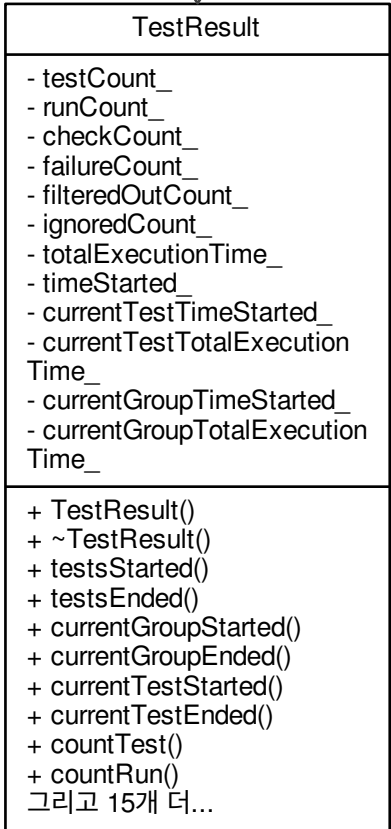 TestResult
- testCount_
- runCount_
- checkCount_
- failureCount_
- filteredOutCount_
- ignoredCount_
- totalExecutionTime_
- timeStarted_
- currentTestTimeStarted_
- currentTestTotalExecution
Time_
- currentGroupTimeStarted_
- currentGroupTotalExecution
Time_
+ TestResult()
+ ~TestResult()
+ testsStarted()
+ testsEnded()
+ currentGroupStarted()
+ currentGroupEnded()
+ currentTestStarted()
+ currentTestEnded()
+ countTest()
+ countRun()
그리고 15개 더...